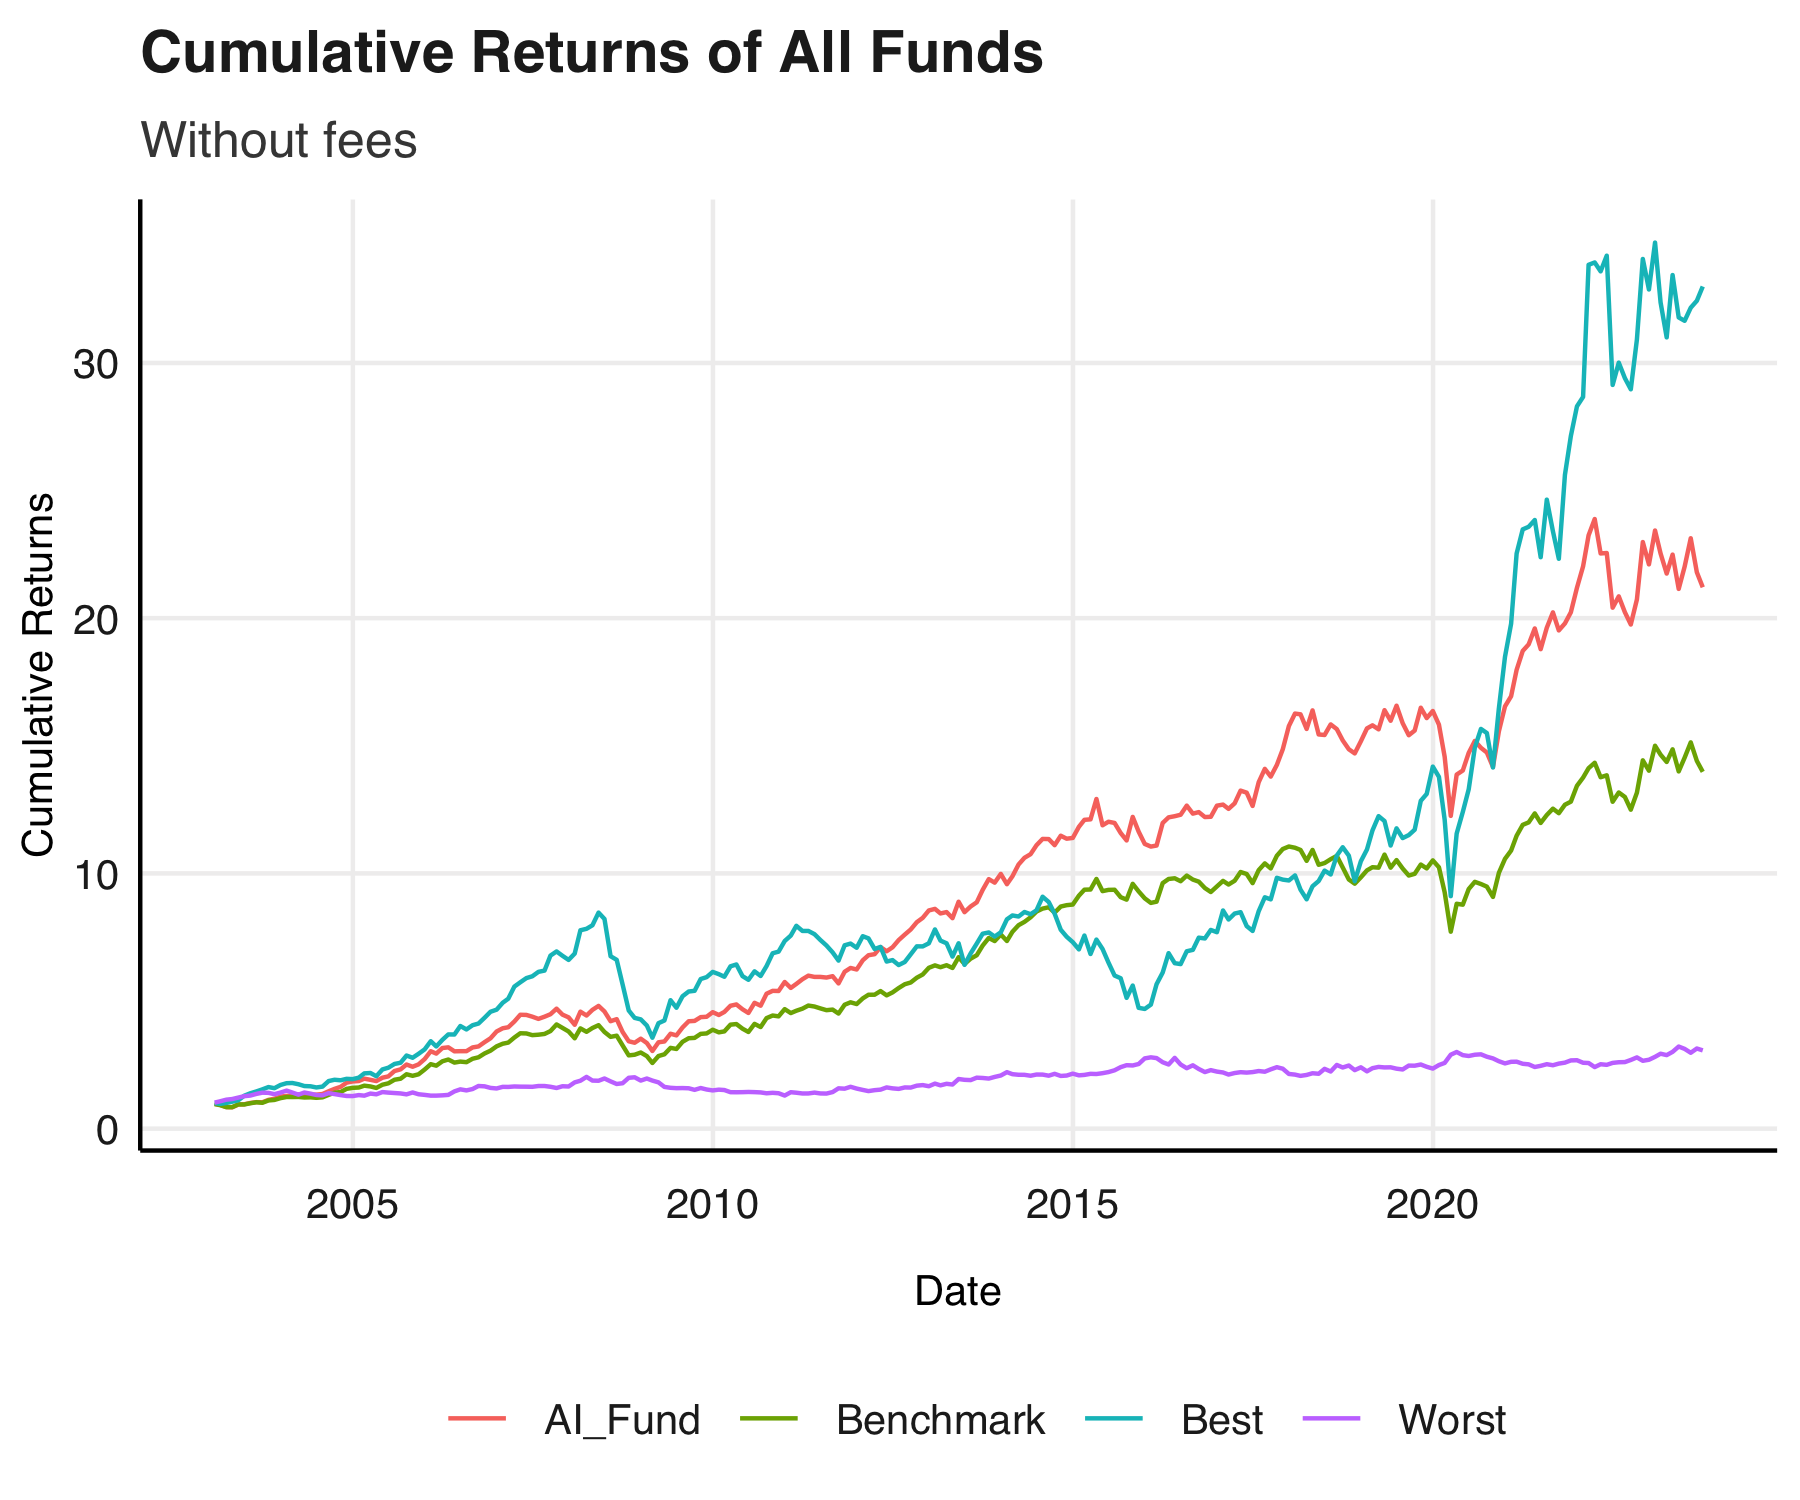 Cumulative Returns of All Funds
Without fees
Cumulative Returns
30
20
10
0
2005 2010 2015 2020
Date
AI_Fund Benchmark Best Worst